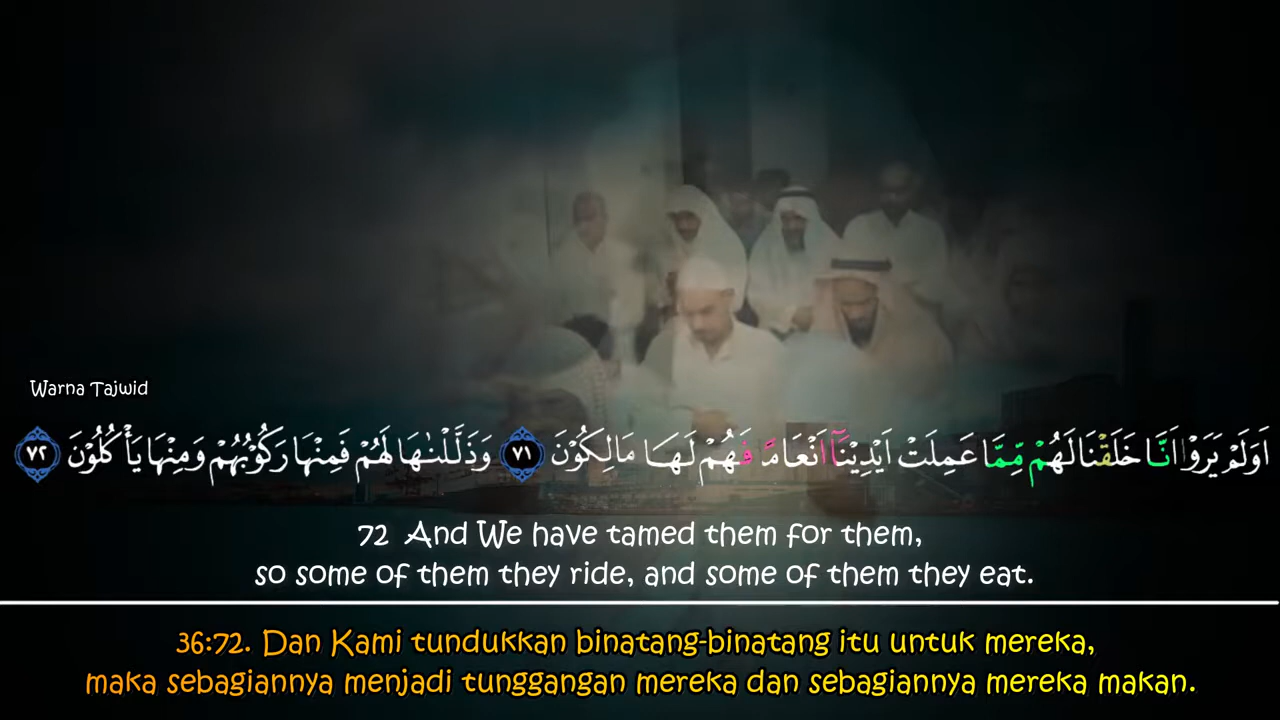 Warna Tajwid
اَوَلَمْ يَرَوْا اَنَّا خَلَقْنَا لَهُمْ مِّمَّا عَمِلَتْ اَيْدِيْنَآ اَنْعَامًا فَهُمْ لَهَا مَالِكُوْنَ ٧١ وَذَلَّلْنٰهَا لَهُمْ فَمِنْهَا رَكُوْبُهُمْ وَمِنْهَا يَأْكُلُوْنَ ٧٢
72 And We have tamed them for them,
so some of them they ride, and some of them they eat.
36:72. Dan Kami tundukkan binatang-binatang itu untuk mereka,
maka sebagiannya menjadi tunggangan mereka dan sebagiannya mereka makan.